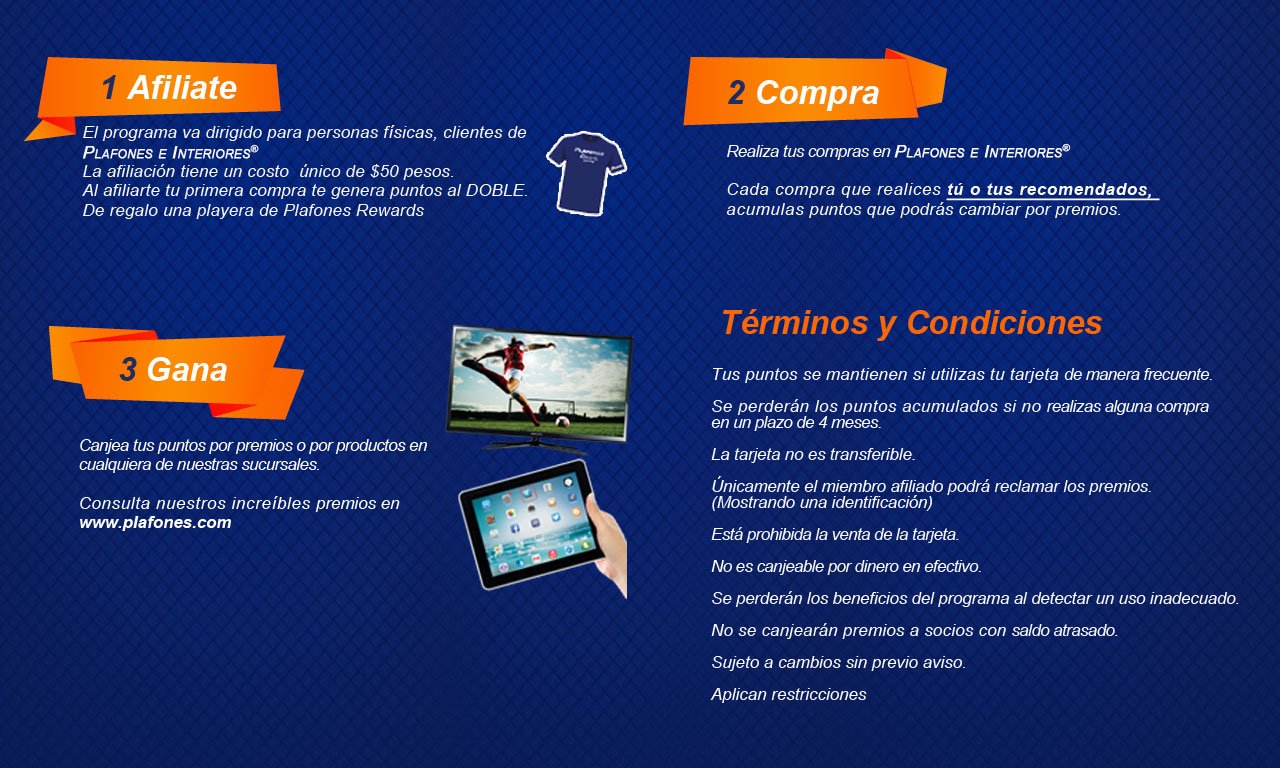 1 Afiliate
El programa va dirigido para personas físicas, clientes de
PLAFONES E INTERIORES®
La afiliación tiene un costo único de $50 pesos.
Al afiliarte tu primera compra te genera puntos al DOBLE.
De regalo una playera de Plafones Rewards
PLAFONES
2 Compra
Realiza tus compras en PLAFONES E INTERIORES®
Cada compra que realices tú o tus recomendados,
acumulas puntos que podrás cambiar por premios.
3 Gana
Canjea tus puntos por premios o por productos en
cualquiera de nuestras sucursales.
Consulta nuestros increíbles premios en
www.plafones.com
Términos y Condiciones
Tus puntos se mantienen si utilizas tu tarjeta de manera frecuente.
Se perderán los puntos acumulados si no realizas alguna compra
en un plazo de 4 meses.
La tarjeta no es transferible.
Únicamente el miembro afiliado podrá reclamar los premios.
(Mostrando una identificación)
Está prohibida la venta de la tarjeta.
No es canjeable por dinero en efectivo.
Se perderán los beneficios del programa al detectar un uso inadecuado.
No se canjearán premios a socios con saldo atrasado.
Sujeto a cambios sin previo aviso.
Aplican restricciones